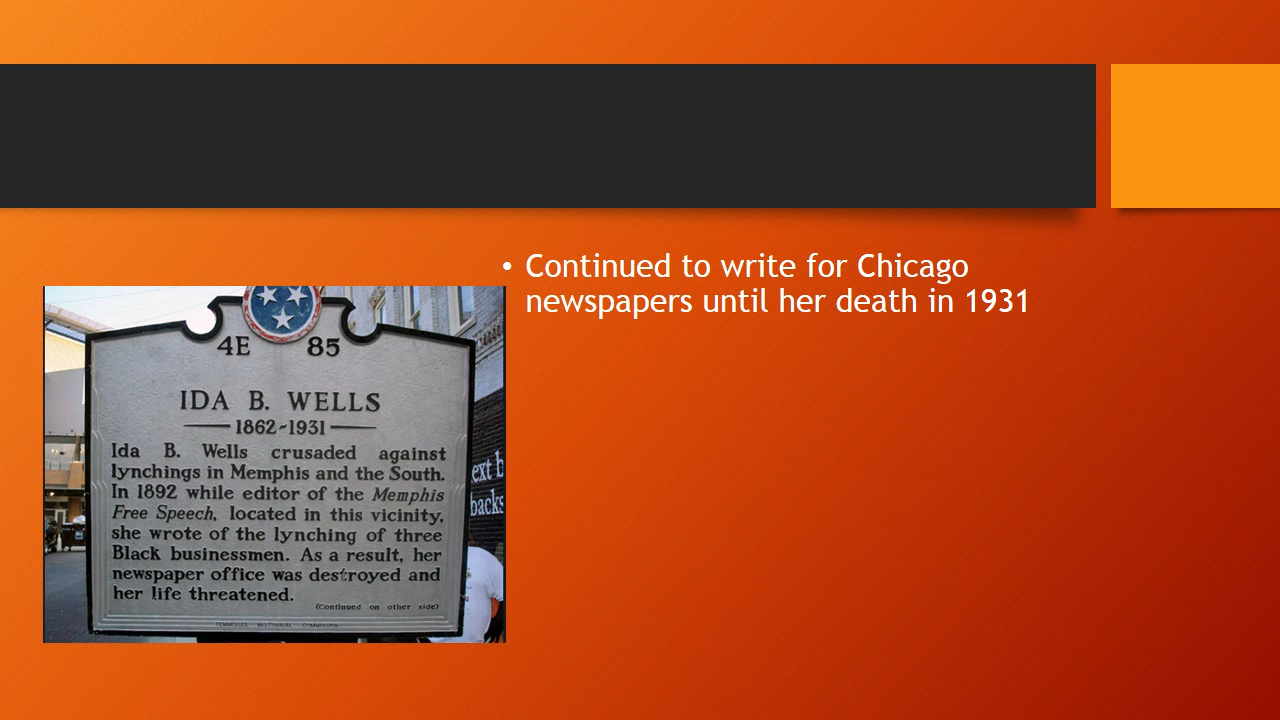 Continued to write for Chicago
newspapers until her death in 1931
4E 85
IDA B. WELLS
1862-1931
Ida B. Wells crusaded against
lynchings in Memphis and the South.
In 1892 while editor of the Memphis
Free Speech, located in this vicinity,
she wrote of the lynching of three
Black businessmen. As a result, her
newspaper office was destroyed and
her life threatened.
(Continued on other side)
TENNESSEE HISTORICAL COMMISSION
ext b
backs